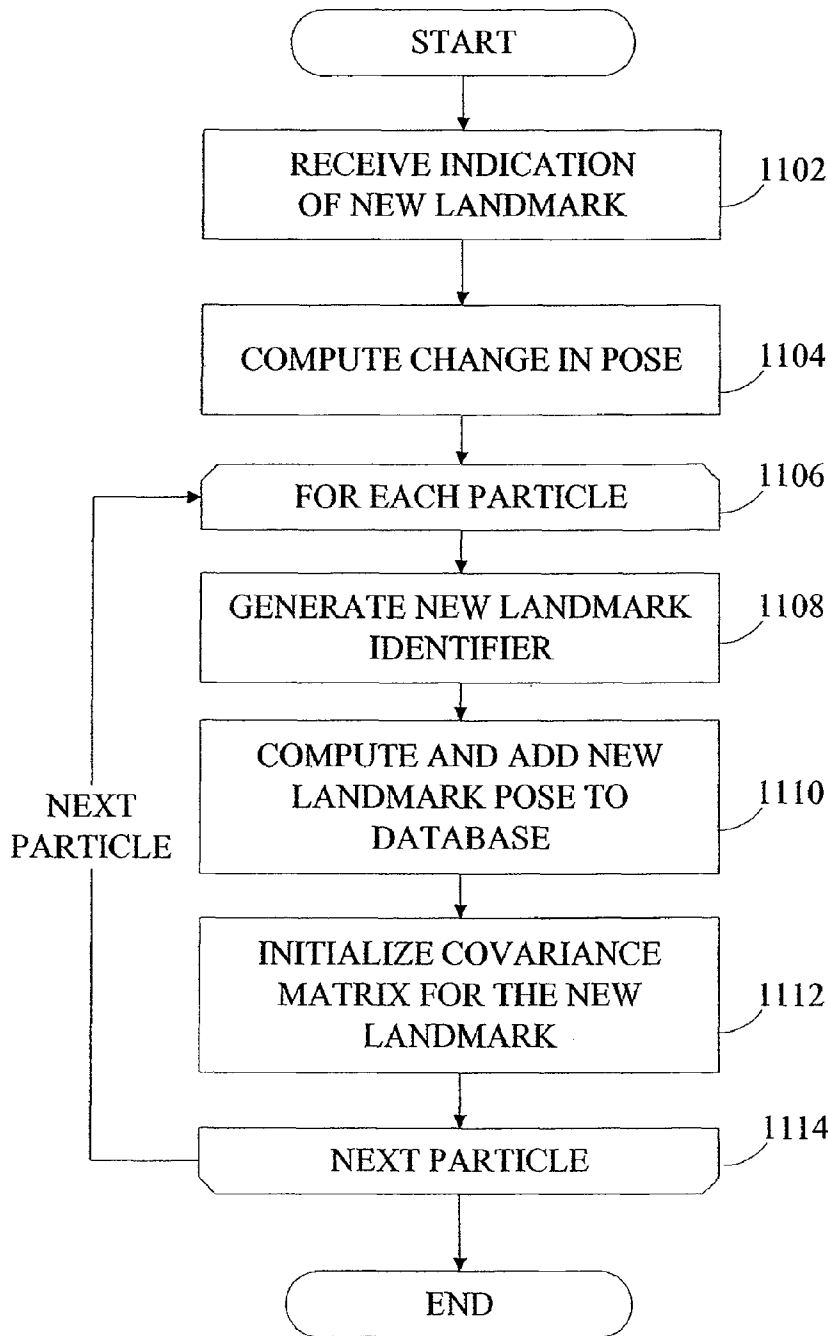 START
RECEIVE INDICATION
OF NEW LANDMARK
1102
COMPUTE CHANGE IN POSE
1104
FOR EACH PARTICLE
1106
GENERATE NEW LANDMARK
IDENTIFIER
1108
COMPUTE AND ADD NEW
LANDMARK POSE TO
DATABASE
1110
NEXT
PARTICLE
INITIALIZE COVARIANCE
MATRIX FOR THE NEW
LANDMARK
1112
NEXT PARTICLE
1114
END